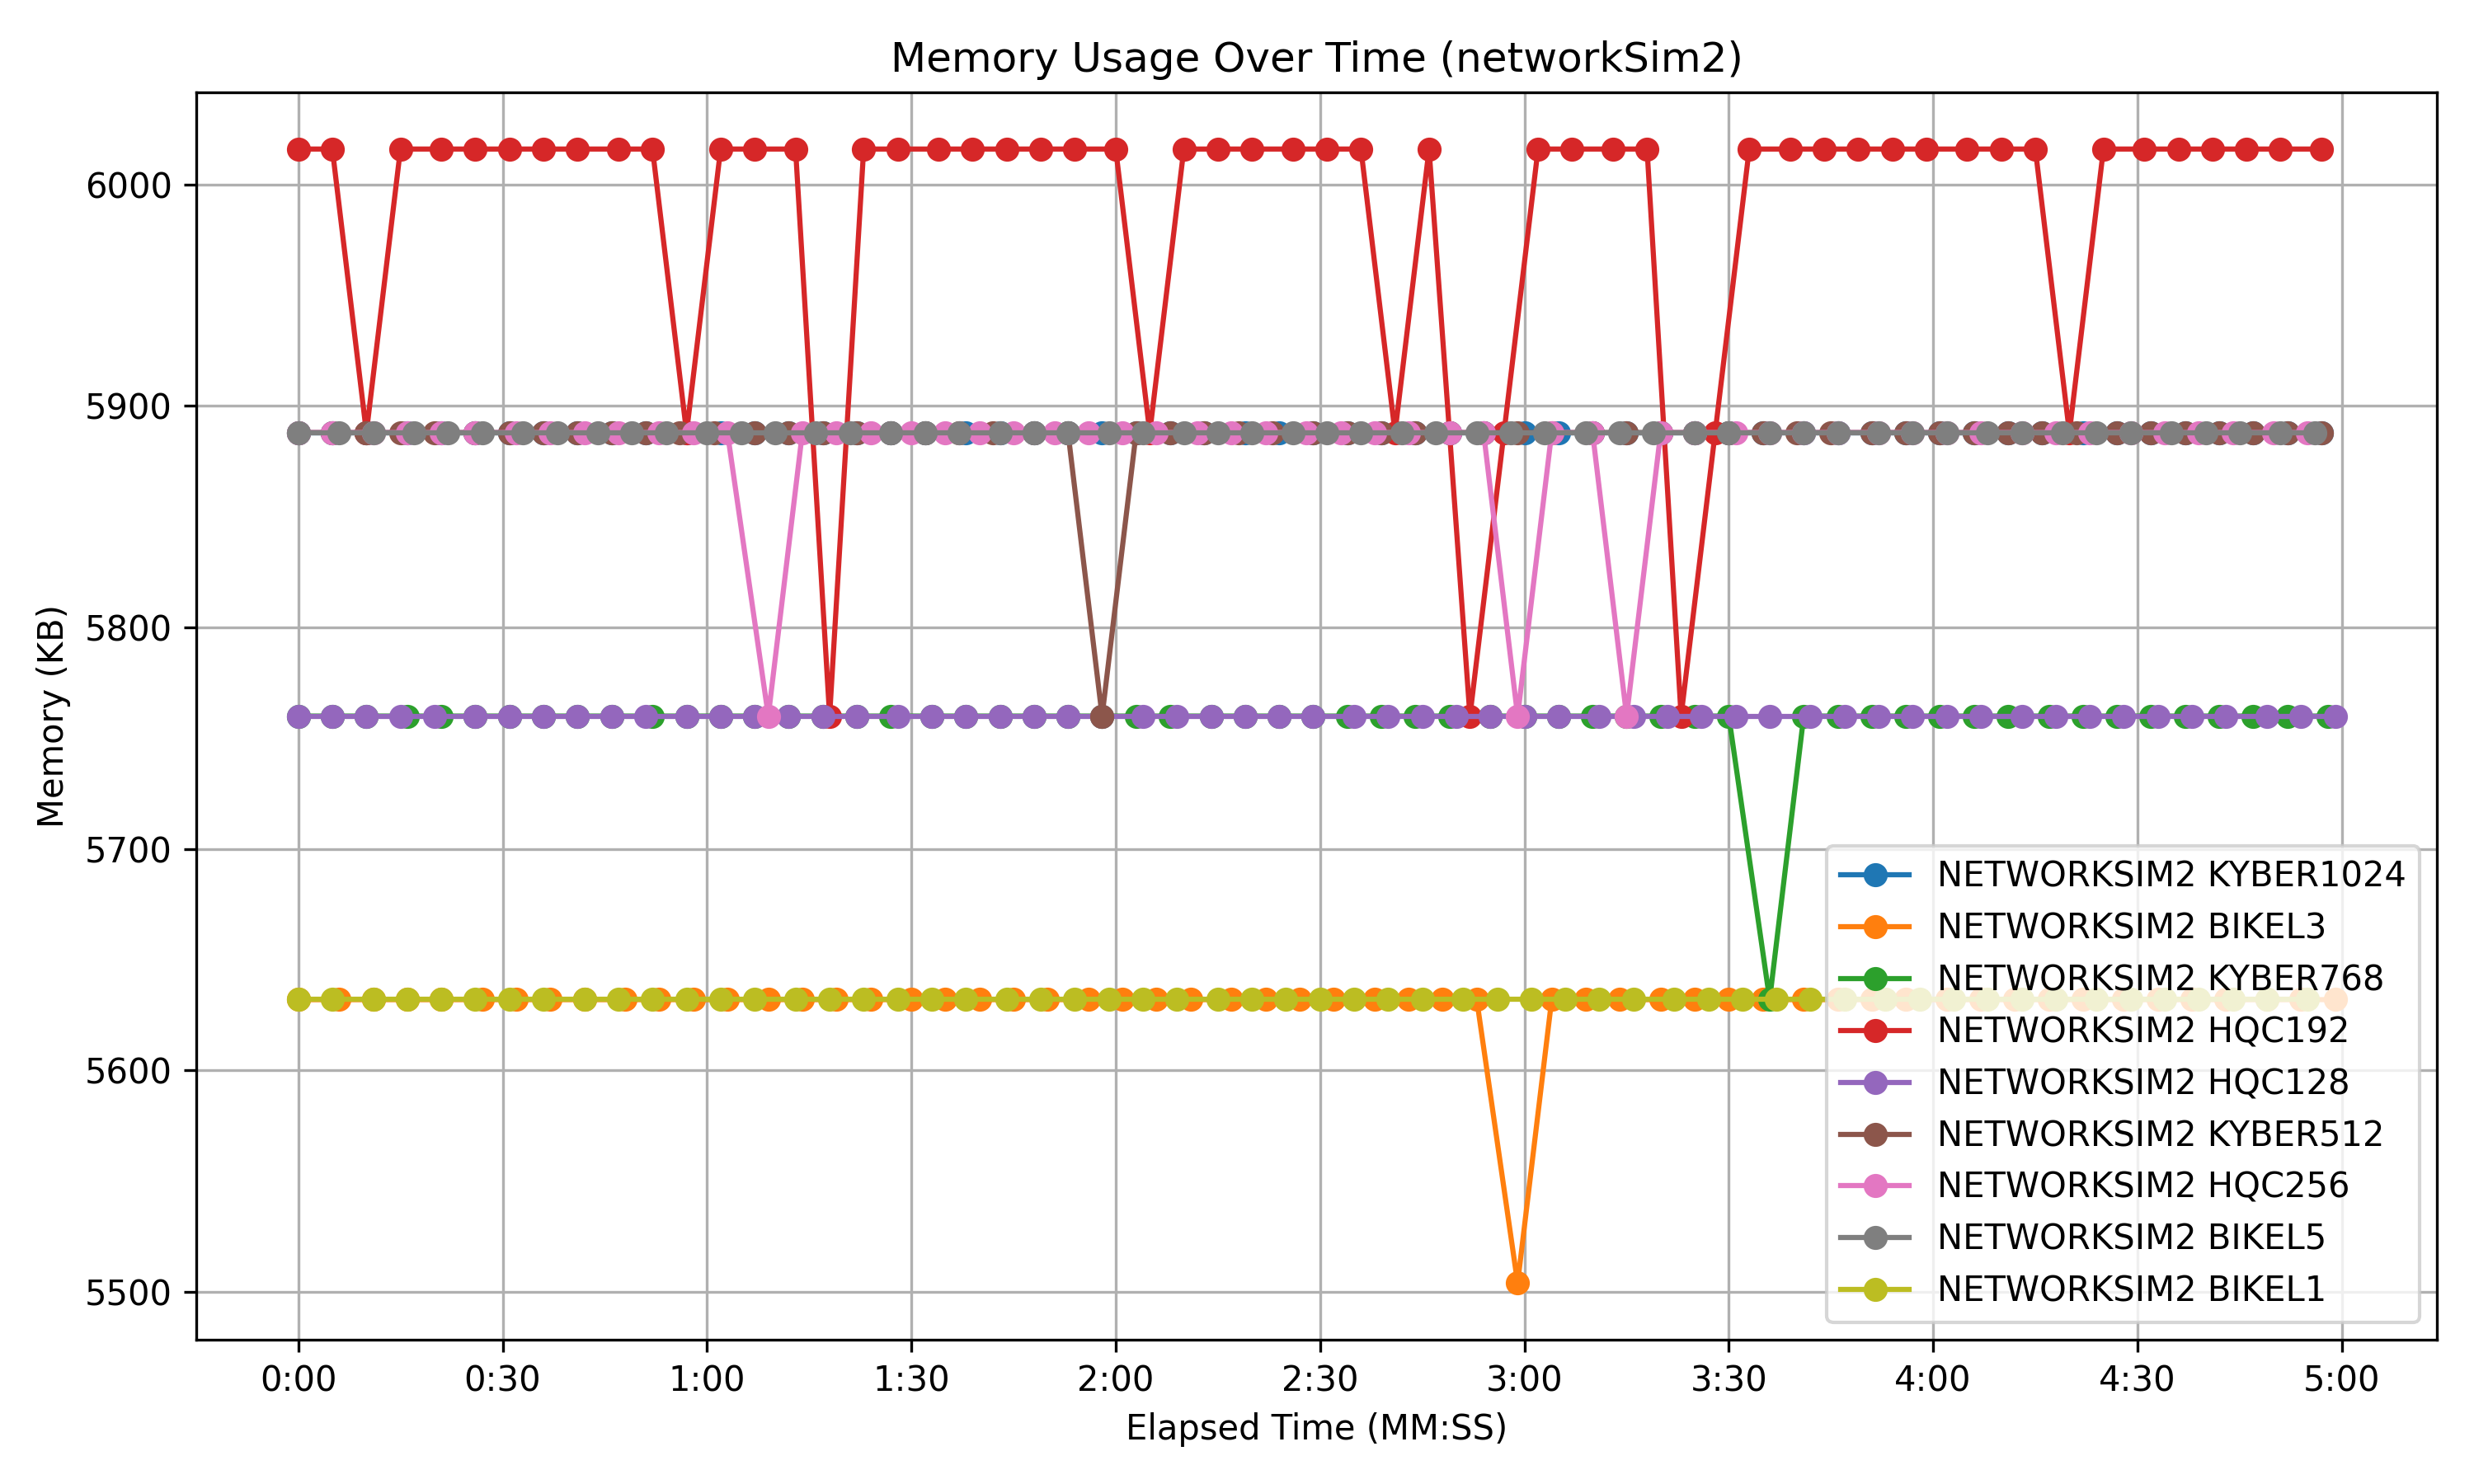 Memory Usage Over Time (networkSim2)
Memory (KB)
6000
5900
5800
5700
5600
5500
NETWORKSIM2 KYBER1024
NETWORKSIM2 BIKEL3
NETWORKSIM2 KYBER768
NETWORKSIM2 HQC192
NETWORKSIM2 HQC128
NETWORKSIM2 KYBER512
NETWORKSIM2 HQC256
NETWORKSIM2 BIKEL5
NETWORKSIM2 BIKEL1
0:00 0:30 1:00 1:30 2:00 2:30 3:00 3:30 4:00 4:30 5:00
Elapsed Time (MM:SS)